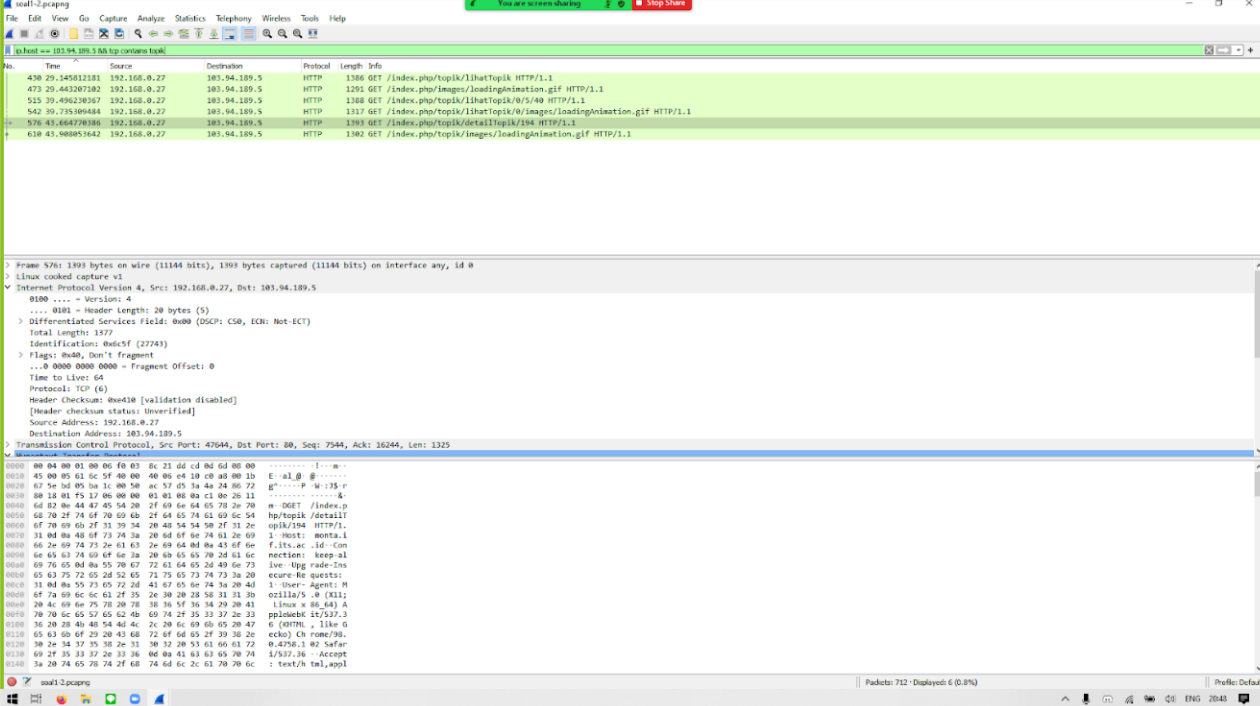 soal1-2.pcapng
You are screen sharing
Stop Share
File Edit View Go Capture Analyze Statistics Telephony Wireless Tools Help
ip.host == 103.94.189.5 && tcp contains topik
No. Time Source Destination Protocol Length Info
430 29.145812181 192.168.0.27 103.94.189.5 HTTP 1386 GET /index.php/topik/lihatTopik HTTP/1.1
473 29.443207102 192.168.0.27 103.94.189.5 HTTP 1291 GET /index.php/images/loadingAnimation.gif HTTP/1.1
515 39.496230367 192.168.0.27 103.94.189.5 HTTP 1388 GET /index.php/topik/lihatTopik/0/5/40 HTTP/1.1
542 39.735309484 192.168.0.27 103.94.189.5 HTTP 1317 GET /index.php/topik/lihatTopik/0/images/loadingAnimation.gif HTTP/1.1
576 43.664770386 192.168.0.27 103.94.189.5 HTTP 1393 GET /index.php/topik/detailTopik/194 HTTP/1.1
610 43.908053642 192.168.0.27 103.94.189.5 HTTP 1302 GET /index.php/topik/images/loadingAnimation.gif HTTP/1.1
Frame 576: 1393 bytes on wire (11144 bits), 1393 bytes captured (11144 bits) on interface any, id 0
Linux cooked capture v1
Internet Protocol Version 4, Src: 192.168.0.27, Dst: 103.94.189.5
0100 .... = Version: 4
.... 0101 = Header Length: 20 bytes (5)
Differentiated Services Field: 0x00 (DSCP: CS0, ECN: Not-ECT)
Total Length: 1377
Identification: 0x6c5f (27743)
Flags: 0x40, Don't fragment
...0 0000 0000 0000 = Fragment Offset: 0
Time to Live: 64
Protocol: TCP (6)
Header Checksum: 0xe410 [validation disabled]
[Header checksum status: Unverified]
Source Address: 192.168.0.27
Destination Address: 103.94.189.5
Transmission Control Protocol, Src Port: 47644, Dst Port: 80, Seq: 7544, Ack: 16244, Len: 1325
Hypertext Transfer Protocol
0000 00 04 00 01 00 06 f0 03 8c 21 dd cd 0d 6d 08 00 ········ ·!···m··
0010 45 00 05 61 6c 5f 40 00 40 06 e4 10 c0 a8 00 1b E··al_@· @·······
0020 67 5e bd 05 ba 1c 00 50 ac 57 d5 3a 4a 24 86 72 g^·····P ·W·:J$·r
0030 80 18 01 f5 17 06 00 00 01 01 08 0a c1 0e 26 11 ········ ······&·
0040 6d 82 0e 44 47 45 54 20 2f 69 6e 64 65 78 2e 70 m··DGET /index.p
0050 68 70 2f 74 6f 70 69 6b 2f 64 65 74 61 69 6c 54 hp/topik /detailT
0060 6f 70 69 6b 2f 31 39 34 20 48 54 54 50 2f 31 2e opik/194 HTTP/1.
0070 31 0d 0a 48 6f 73 74 3a 20 6d 6f 6e 74 61 2e 69 1··Host: monta.i
0080 66 2e 69 74 73 2e 61 63 2e 69 64 0d 0a 43 6f 6e f.its.ac .id··Con
0090 6e 65 63 74 69 6f 6e 3a 20 6b 65 65 70 2d 61 6c nection: keep-al
00a0 69 76 65 0d 0a 55 70 67 72 61 64 65 2d 49 6e 73 ive··Upg rade-Ins
00b0 65 63 75 72 65 2d 52 65 71 75 65 73 74 73 3a 20 ecure-Re quests:
00c0 31 0d 0a 55 73 65 72 2d 41 67 65 6e 74 3a 20 4d 1··User- Agent: M
00d0 6f 7a 69 6c 6c 61 2f 35 2e 30 20 28 58 31 31 3b ozilla/5 .0 (X11;
00e0 20 4c 69 6e 75 78 20 78 38 36 5f 36 34 29 20 41 Linux x 86_64) A
00f0 70 70 6c 65 57 65 62 4b 69 74 2f 35 33 37 2e 33 ppleWebK it/537.3
0100 36 20 28 4b 48 54 4d 4c 2c 20 6c 69 6b 65 20 47 6 (KHTML , like G
0110 65 63 6b 6f 29 20 43 68 72 6f 6d 65 2f 39 38 2e ecko) Ch rome/98.
0120 30 2e 34 37 35 38 2e 31 30 32 20 53 61 66 61 72 0.4758.1 02 Safar
0130 69 2f 35 33 37 2e 33 36 0d 0a 41 63 63 65 70 74 i/537.36 ··Accept
0140 3a 20 74 65 78 74 2f 68 74 6d 6c 2c 61 70 70 6c : text/h tml,appl
soal1-2.pcapng Packets: 712 · Displayed: 6 (0.8%) Profile: Defau
ENG 20:48